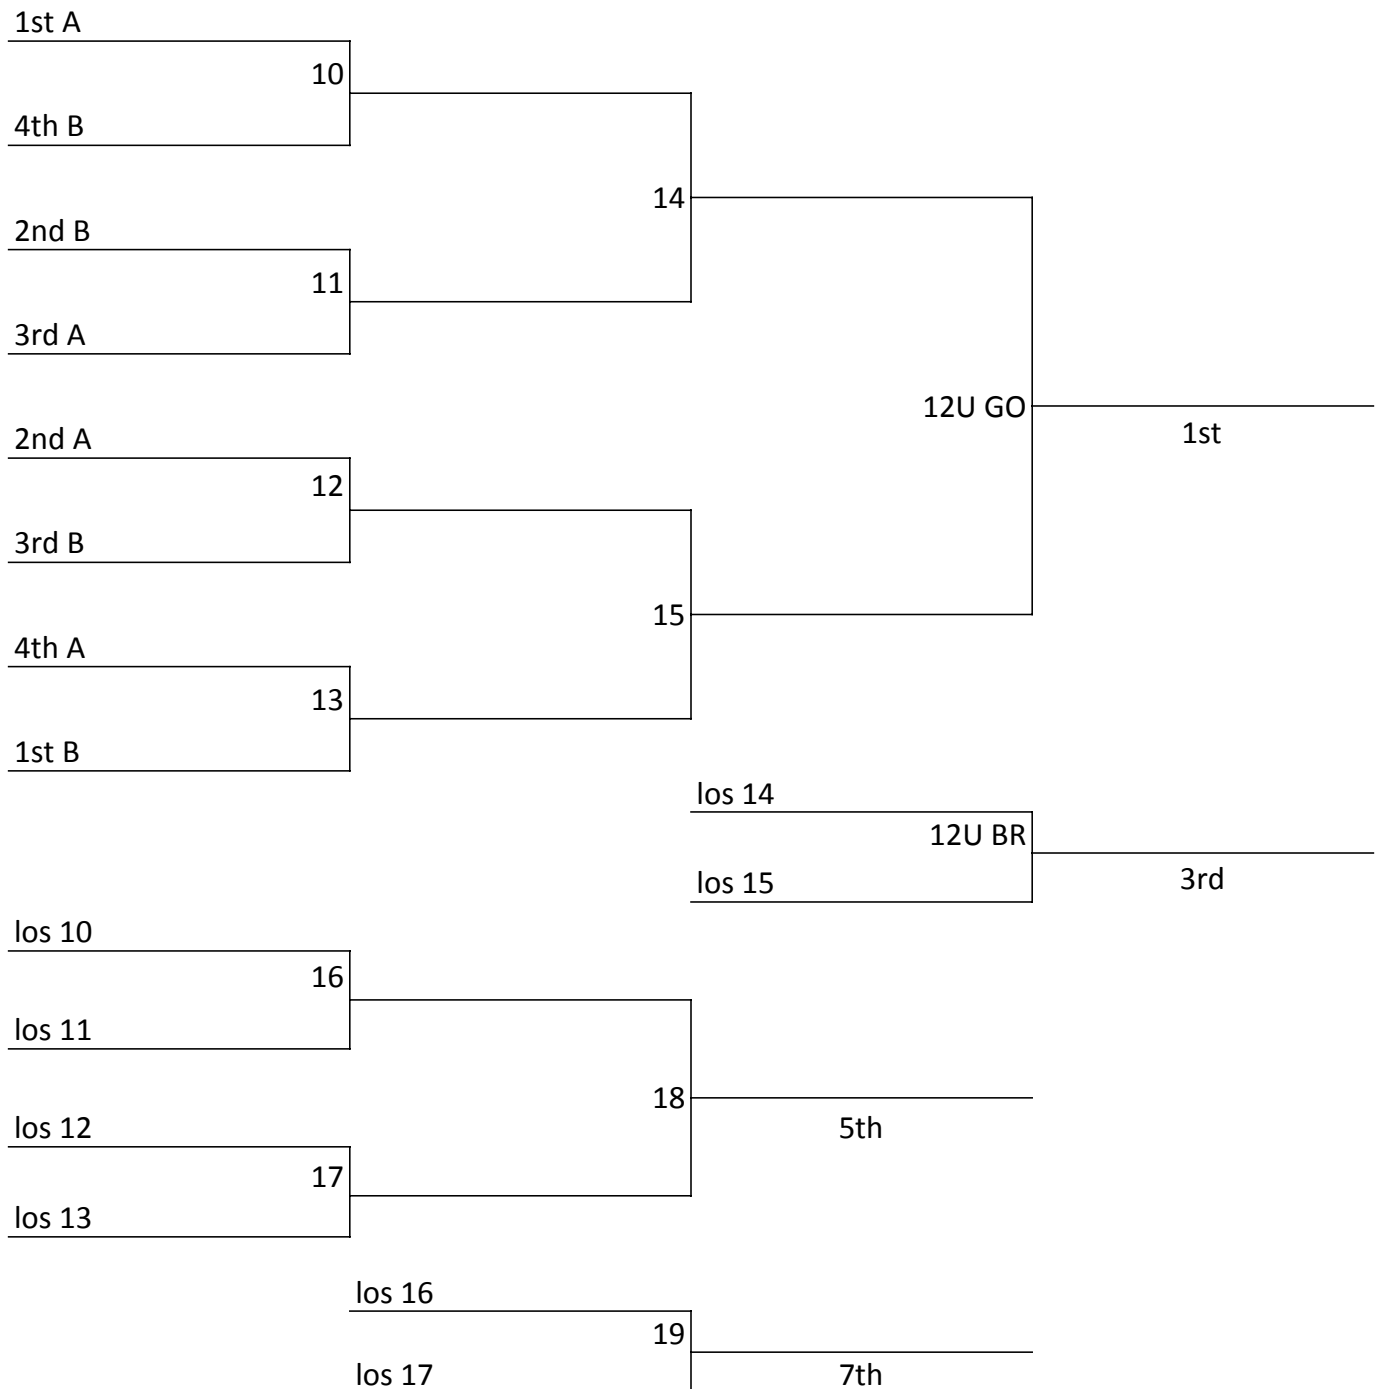 1st A
10
4th B
14
2nd B
11
3rd A
12U GO
1st
2nd A
12
3rd B
15
4th A
13
1st B
los 14
12U BR
los 15
3rd
los 10
16
los 11
18
5th
los 12
17
los 13
los 16
19
los 17
7th